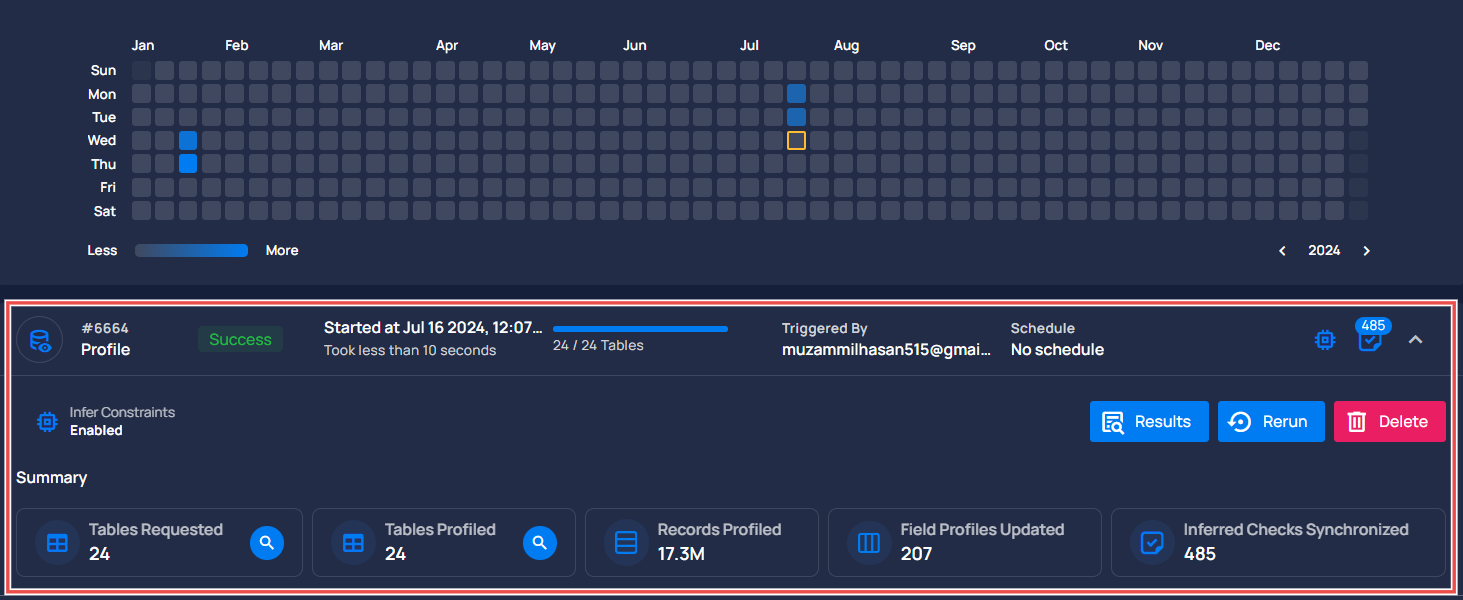 Jan Feb Mar Apr May Jun Jul Aug Sep Oct Nov Dec
Sun
Mon
Tue
Wed
Thu
Fri
Sat
Less More 2024
#6664
Profile
Success
Started at Jul 16 2024, 12:07...
Took less than 10 seconds
24 / 24 Tables
Triggered By
muzammilhasan515@gmai...
Schedule
No schedule
485
Infer Constraints
Enabled
Results Rerun Delete
Summary
Tables Requested
24
Tables Profiled
24
Records Profiled
17.3M
Field Profiles Updated
207
Inferred Checks Synchronized
485